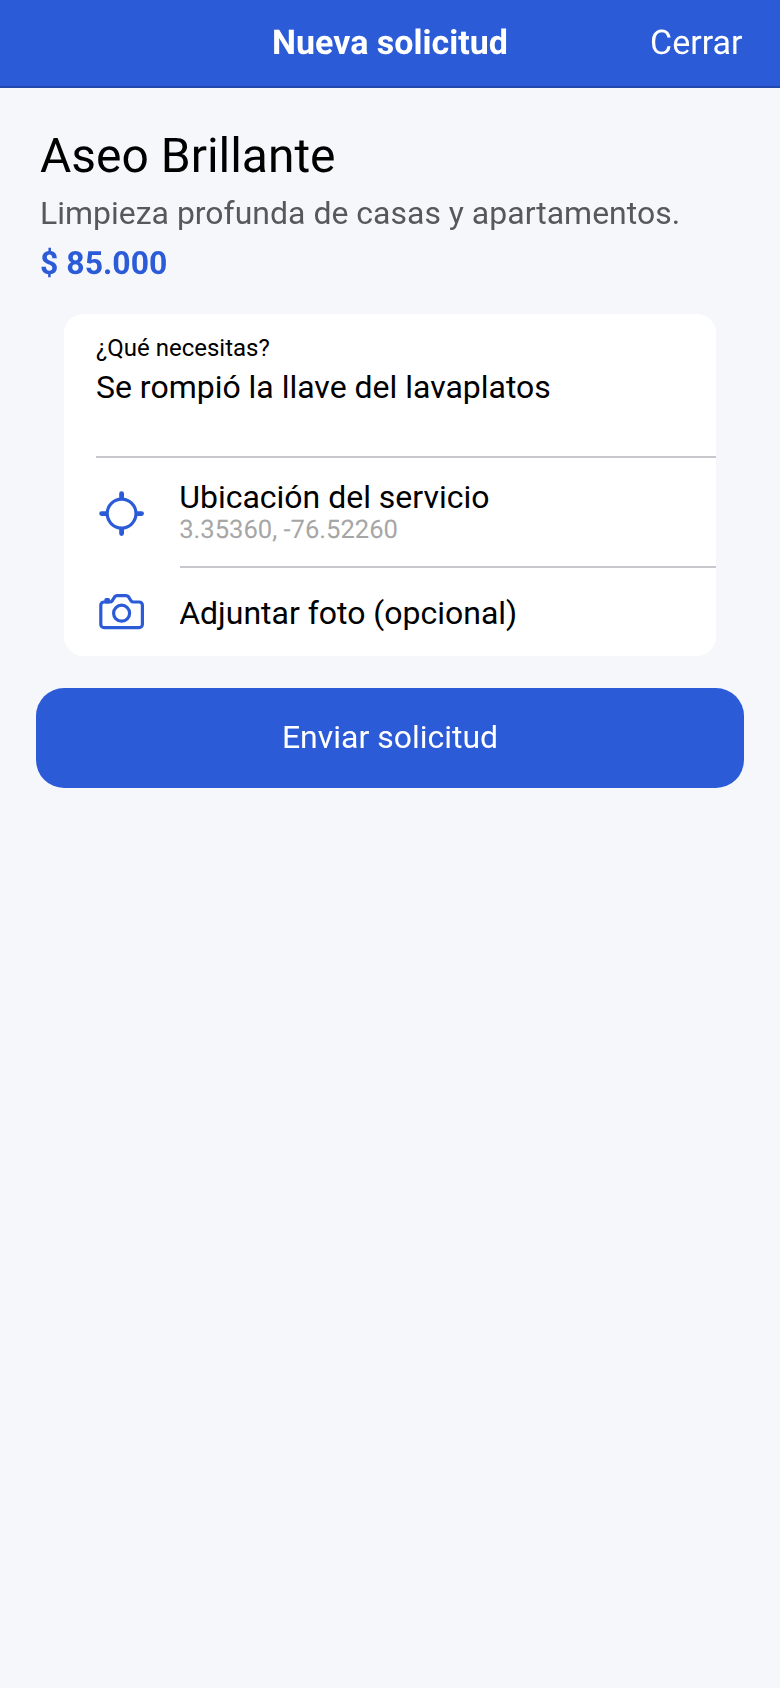 Nueva solicitud
Cerrar
Aseo Brillante
Limpieza profunda de casas y apartamentos.
$ 85.000
¿Qué necesitas?
Se rompió la llave del lavaplatos
Ubicación del servicio
3.35360, -76.52260
Adjuntar foto (opcional)
Enviar solicitud